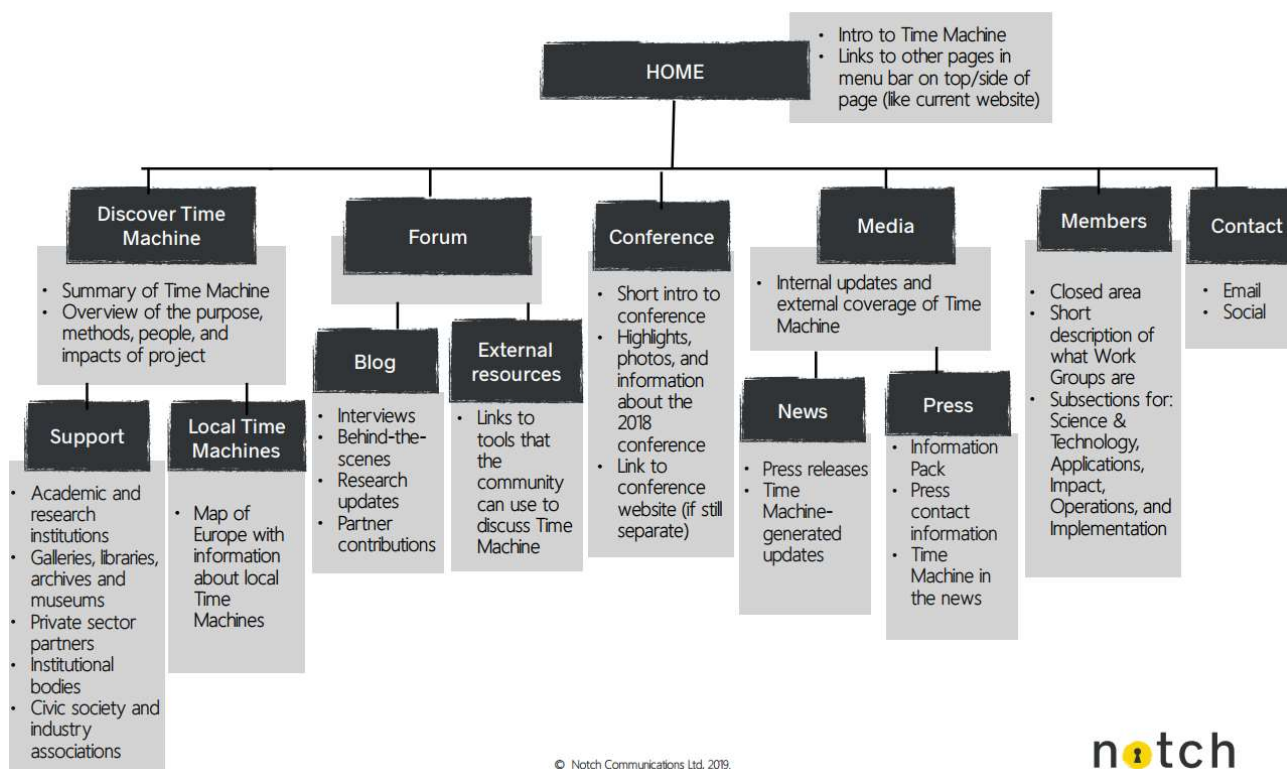 HOME
• Intro to Time Machine
• Links to other pages in
menu bar on top/side of
page (like current website)
Discover Time
Machine
• Summary of Time Machine
• Overview of the purpose,
methods, people, and
impacts of project
Support
• Academic and
research
institutions
• Galleries, libraries,
archives and
museums
• Private sector
partners
• Institutional
bodies
• Civic society and
industry
associations
Local Time
Machines
• Map of
Europe with
information
about local
Time
Machines
Forum
Blog
• Interviews
• Behind-the-
scenes
• Research
updates
• Partner
contributions
External
resources
• Links to
tools that
the
community
can use to
discuss Time
Machine
Conference
• Short intro to
conference
• Highlights,
photos, and
information
about the
2018
conference
• Link to
conference
website (if still
separate)
Media
• Internal updates and
external coverage of Time
Machine
News
• Press releases
• Time
Machine-
generated
updates
Press
• Information
Pack
• Press
contact
information
• Time
Machine in
the news
Members
• Closed area
• Short
description of
what Work
Groups are
• Subsections for:
Science &
Technology,
Applications,
Impact,
Operations, and
Implementation
Contact
• Email
• Social
© Notch Communications Ltd, 2019.
notch